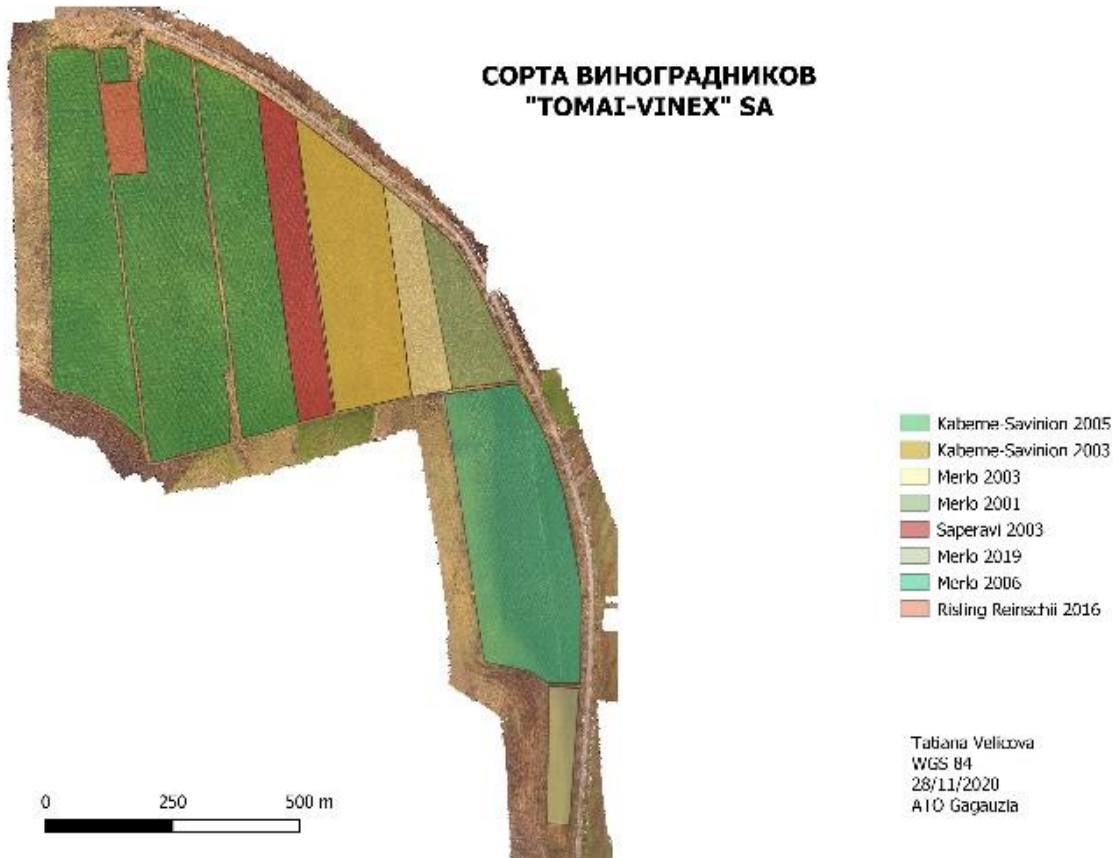 СОРТА ВИНОГРАДНИКОВ
"TOMAI-VINEX" SA
Kaberne-Savinion 2005
Kaberne-Savinion 2003
Merlo 2003
Merlo 2001
Saperavi 2003
Merlo 2019
Merlo 2006
Risling Reinschii 2016
Tatiana Velicova
WGS 84
28/11/2020
ATO Gagauzia
0 250 500 m